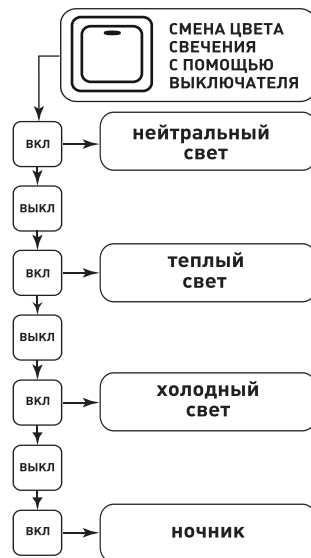 СМЕНА ЦВЕТА
СВЕЧЕНИЯ
С ПОМОЩЬЮ
ВЫКЛЮЧАТЕЛЯ
ВКЛ
нейтральный
свет
ВЫКЛ
ВКЛ
теплый
свет
ВЫКЛ
ВКЛ
холодный
свет
ВЫКЛ
ВКЛ
ночник